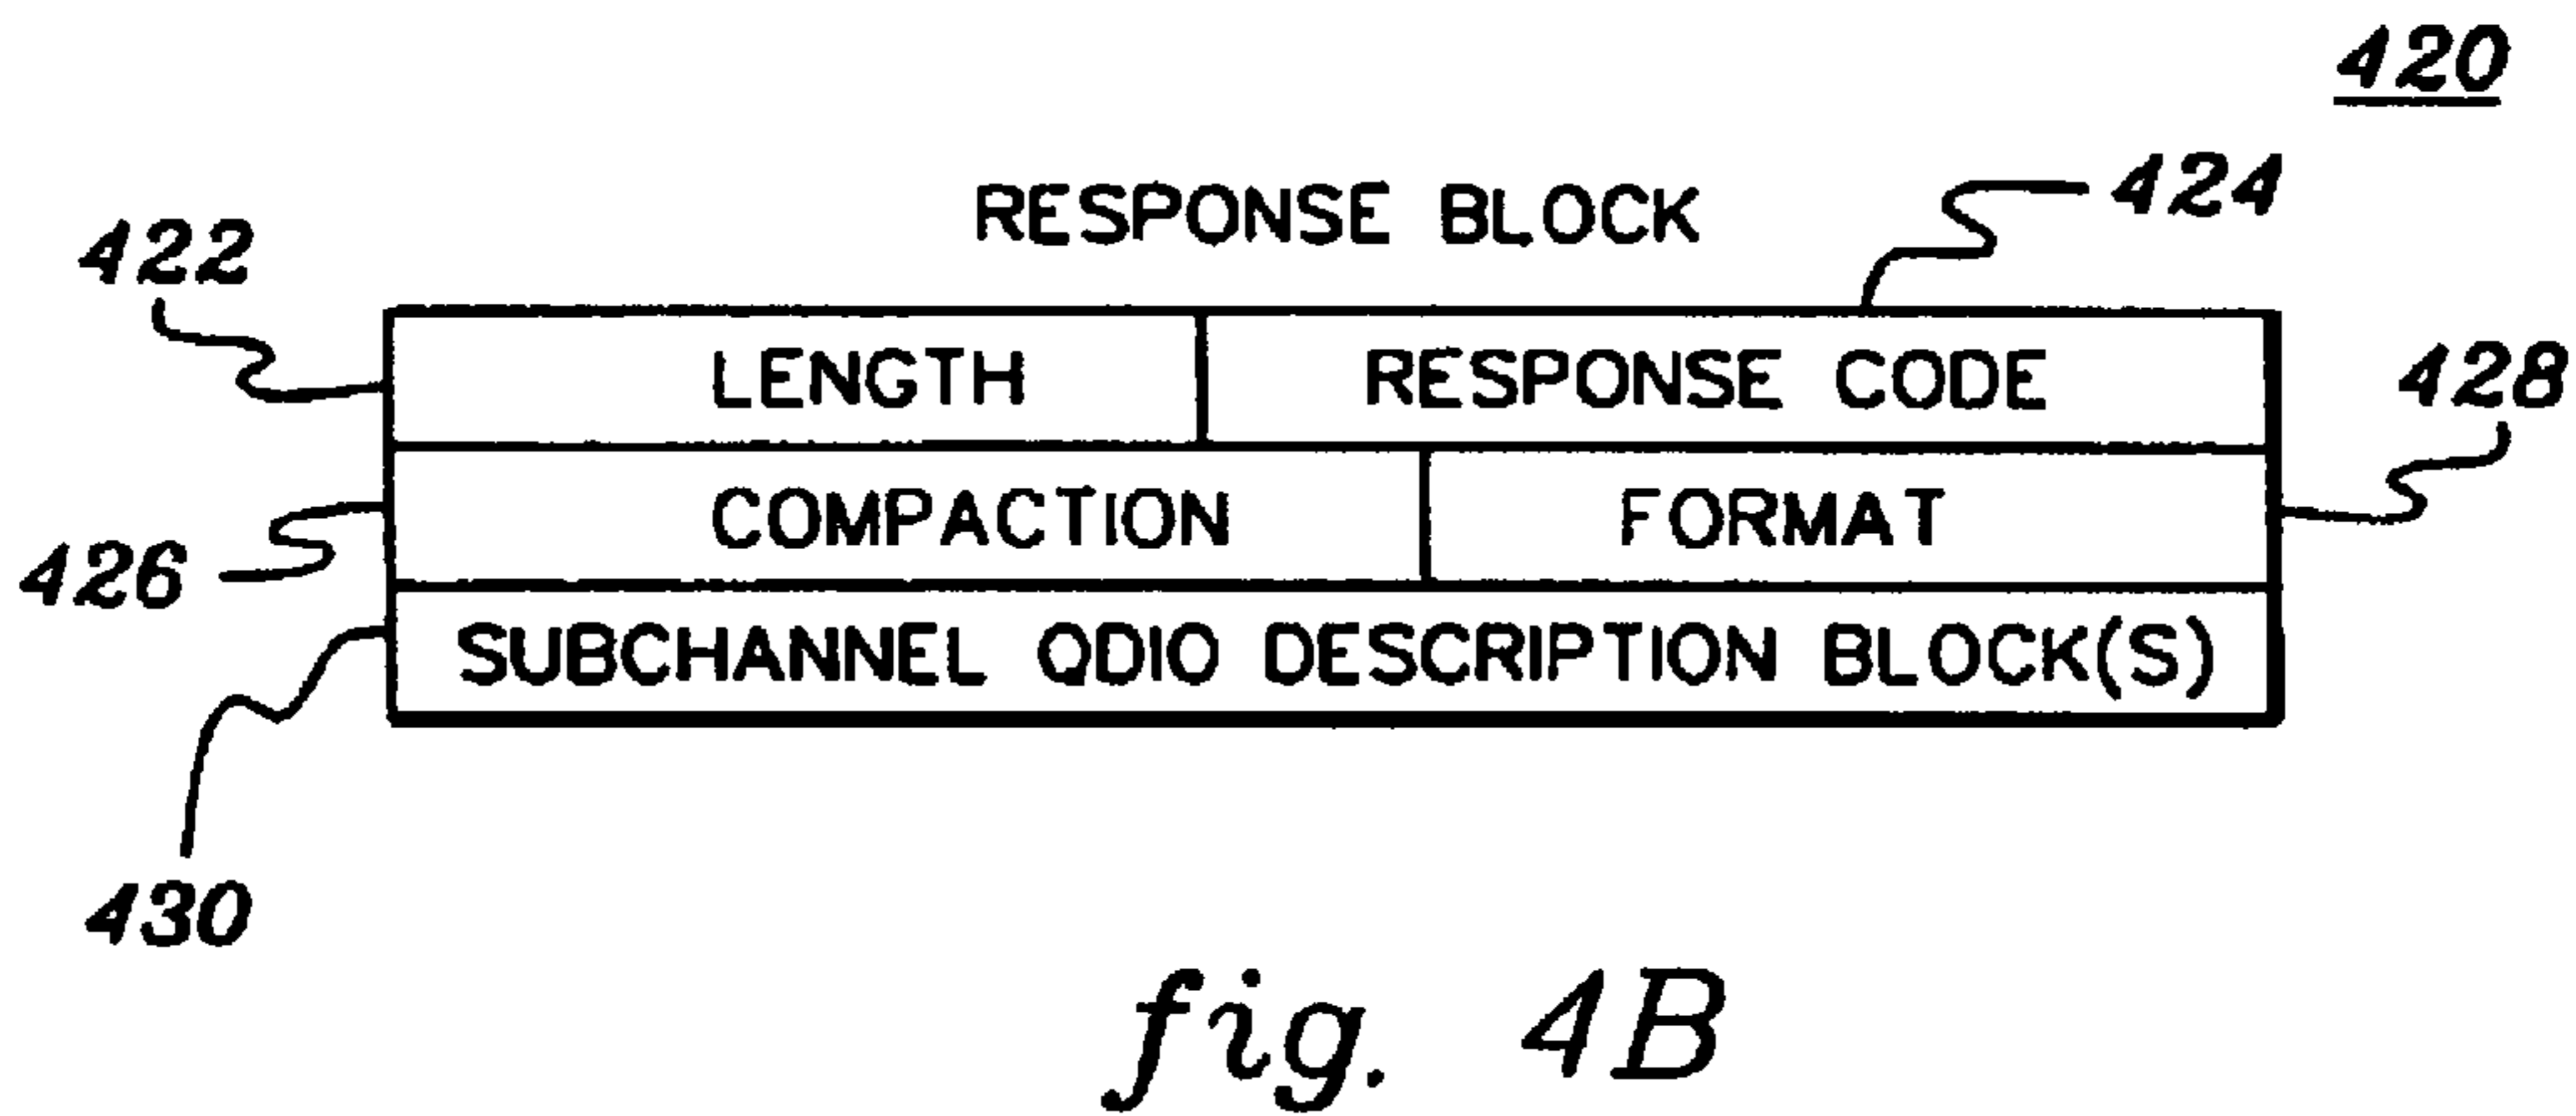 420
RESPONSE BLOCK
424
422
LENGTH RESPONSE CODE
428
COMPACTION FORMAT
426
SUBCHANNEL QDIO DESCRIPTION BLOCK(S)
430
fig. 4B